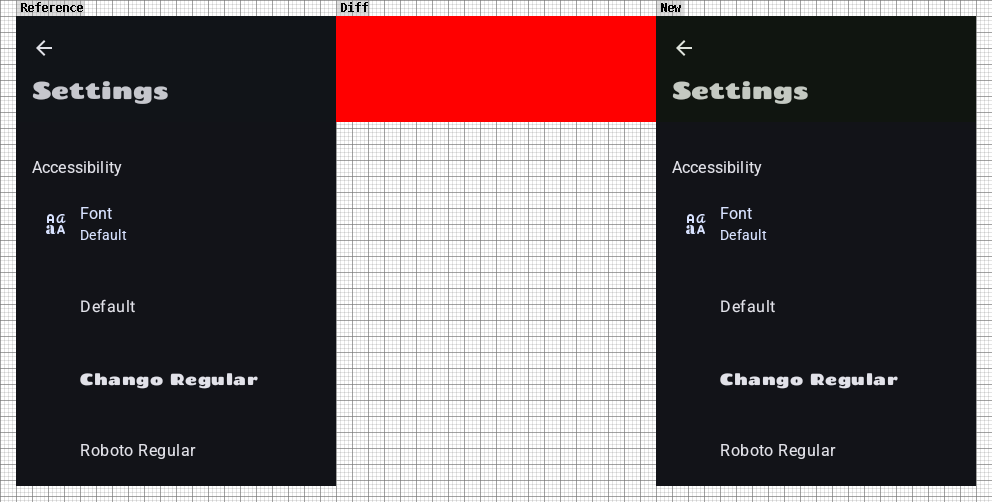 Reference
Diff
New
Settings
Accessibility
Font
Default
Default
Chango Regular
Roboto Regular
Settings
Accessibility
Font
Default
Default
Chango Regular
Roboto Regular